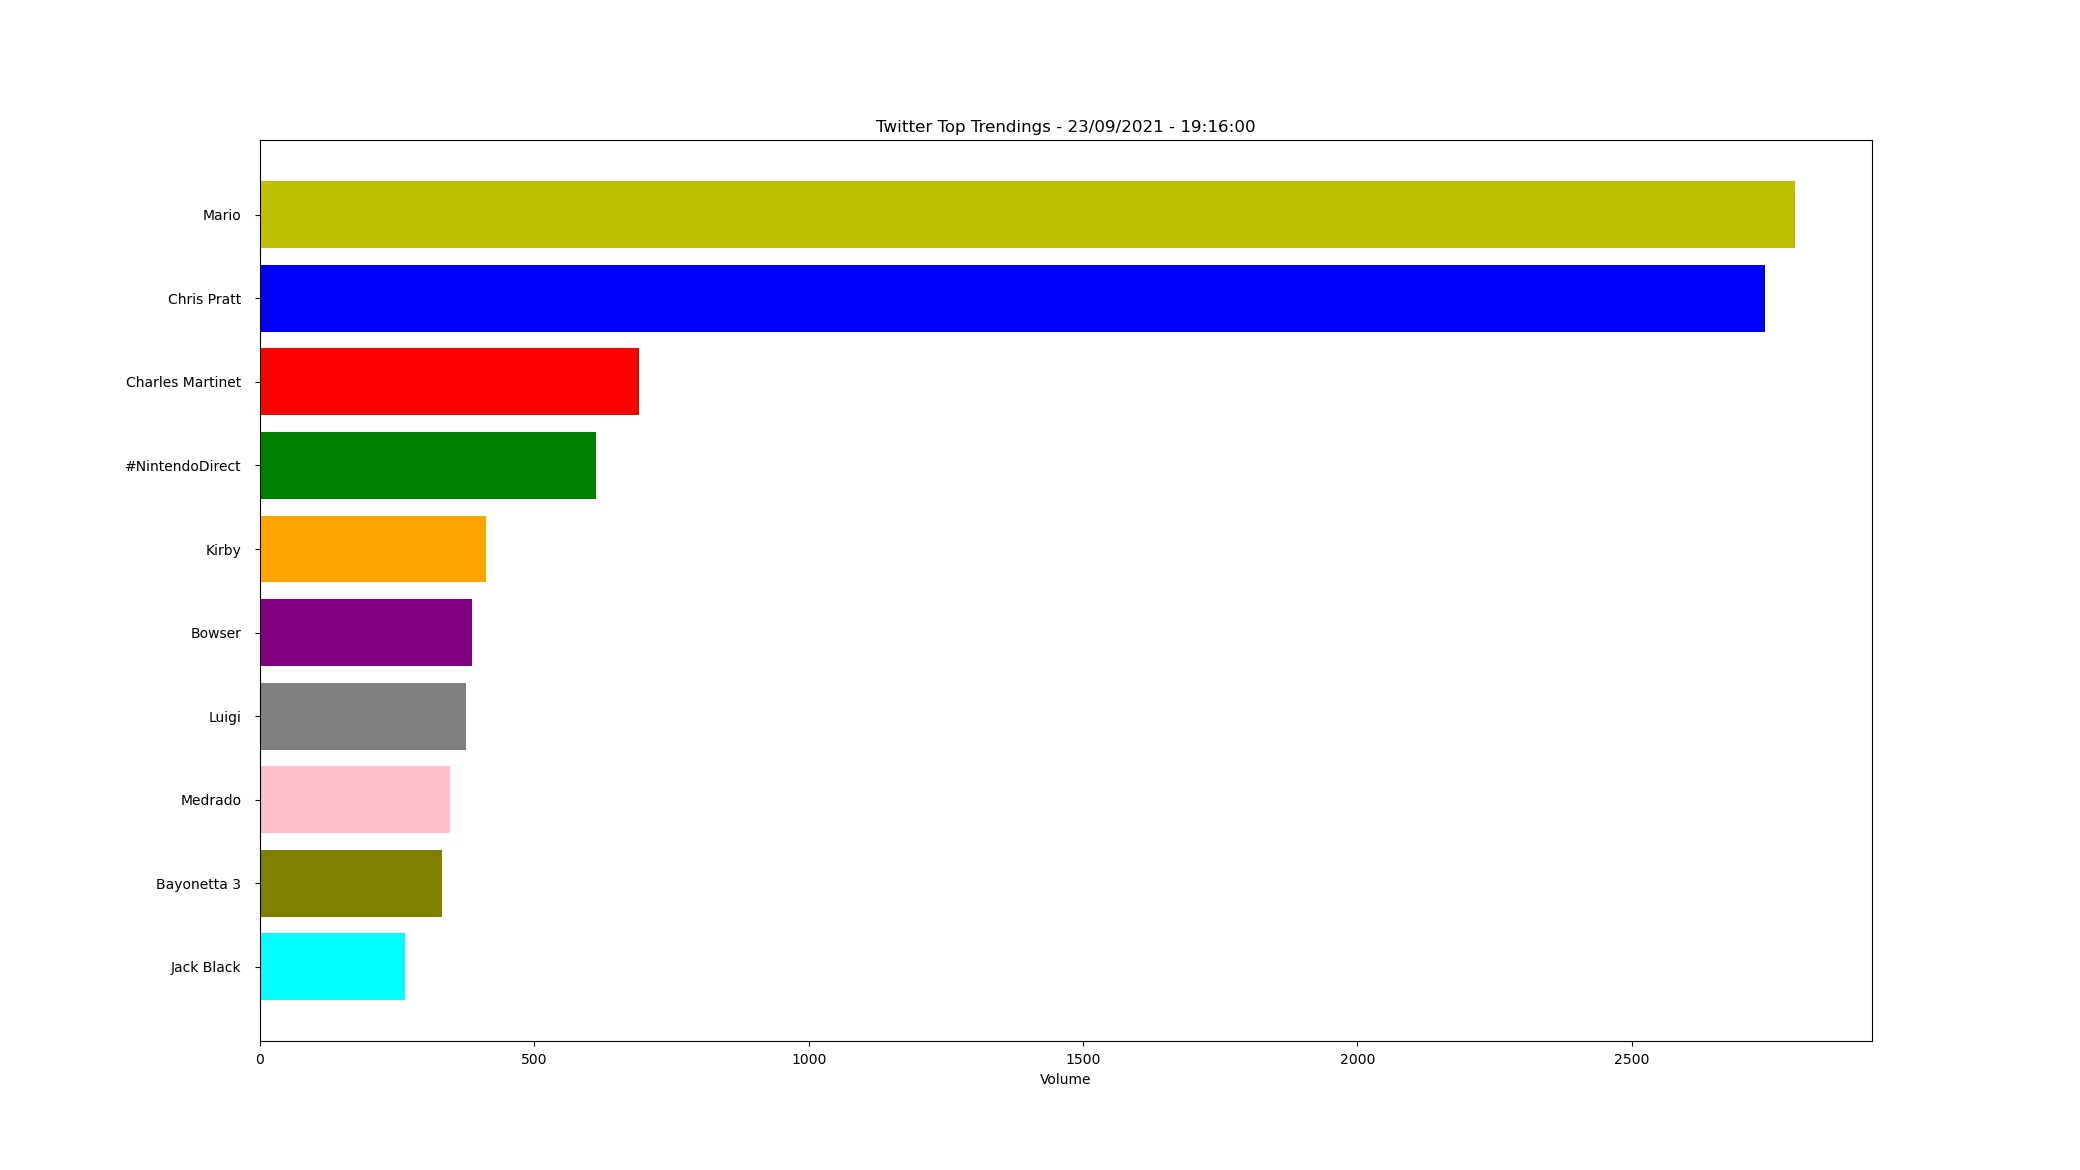 Twitter Top Trendings - 23/09/2021 - 19:16:00
Mario
Chris Pratt
Charles Martinet
#NintendoDirect
Kirby
Bowser
Luigi
Medrado
Bayonetta 3
Jack Black
0 500 1000 1500 2000 2500
Volume